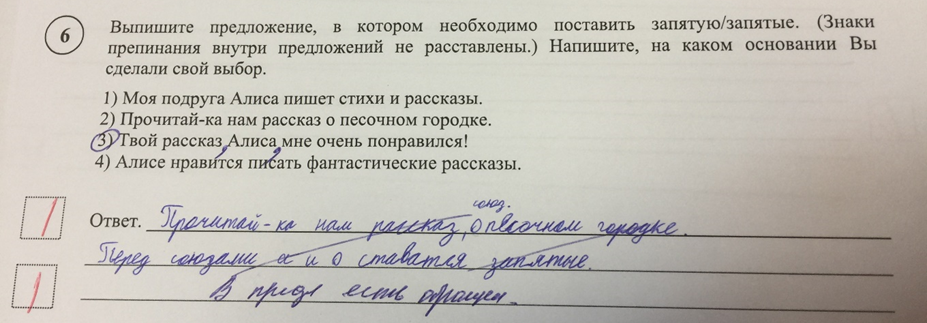 6 Выпишите предложение, в котором необходимо поставить запятую/запятые. (Знаки
препинания внутри предложений не расставлены.) Напишите, на каком основании Вы
сделали свой выбор.
1) Моя подруга Алиса пишет стихи и рассказы.
2) Прочитай-ка нам рассказ о песочном городке.
3) Твой рассказ, Алиса, мне очень понравился!
4) Алисе нравится писать фантастические рассказы.
союз.
1 Ответ. Прочитай-ка нам рассказ, о песочном городке.
Перед союзами а и о ставатся запятые.
1 В предл есть обращен.